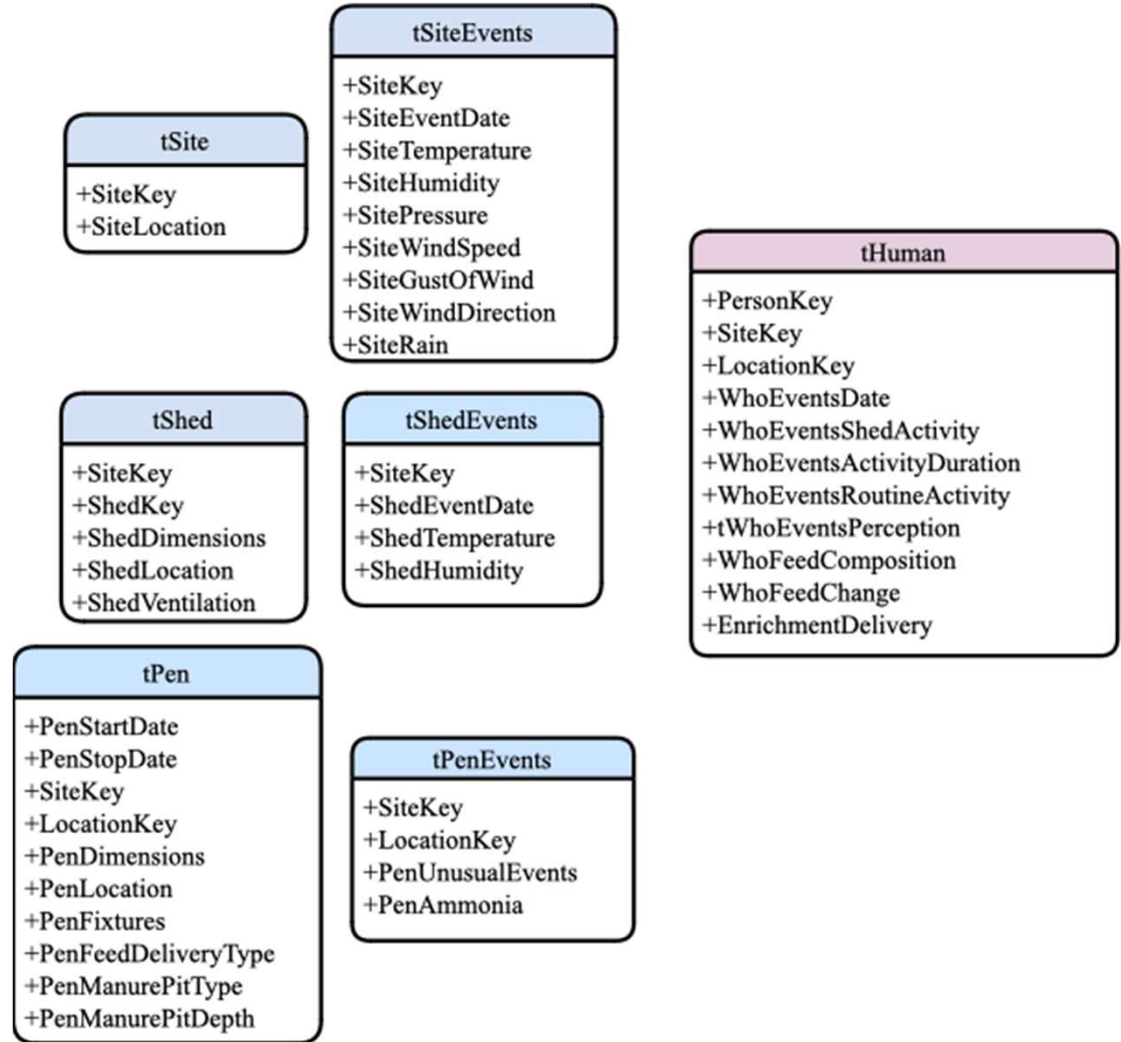 tSiteEvents
+SiteKey
+SiteEventDate
+SiteTemperature
+SiteHumidity
+SitePressure
+SiteWindSpeed
+SiteGustOfWind
+SiteWindDirection
+SiteRain
tSite
+SiteKey
+SiteLocation
tHuman
+PersonKey
+SiteKey
+LocationKey
+WhoEventsDate
+WhoEventsShedActivity
+WhoEventsActivityDuration
+WhoEventsRoutineActivity
+tWhoEventsPerception
+WhoFeedComposition
+WhoFeedChange
+EnrichmentDelivery
tShed
+SiteKey
+ShedKey
+ShedDimensions
+ShedLocation
+ShedVentilation
tShedEvents
+SiteKey
+ShedEventDate
+ShedTemperature
+ShedHumidity
tPen
+PenStartDate
+PenStopDate
+SiteKey
+LocationKey
+PenDimensions
+PenLocation
+PenFixtures
+PenFeedDeliveryType
+PenManurePitType
+PenManurePitDepth
tPenEvents
+SiteKey
+LocationKey
+PenUnusualEvents
+PenAmmonia